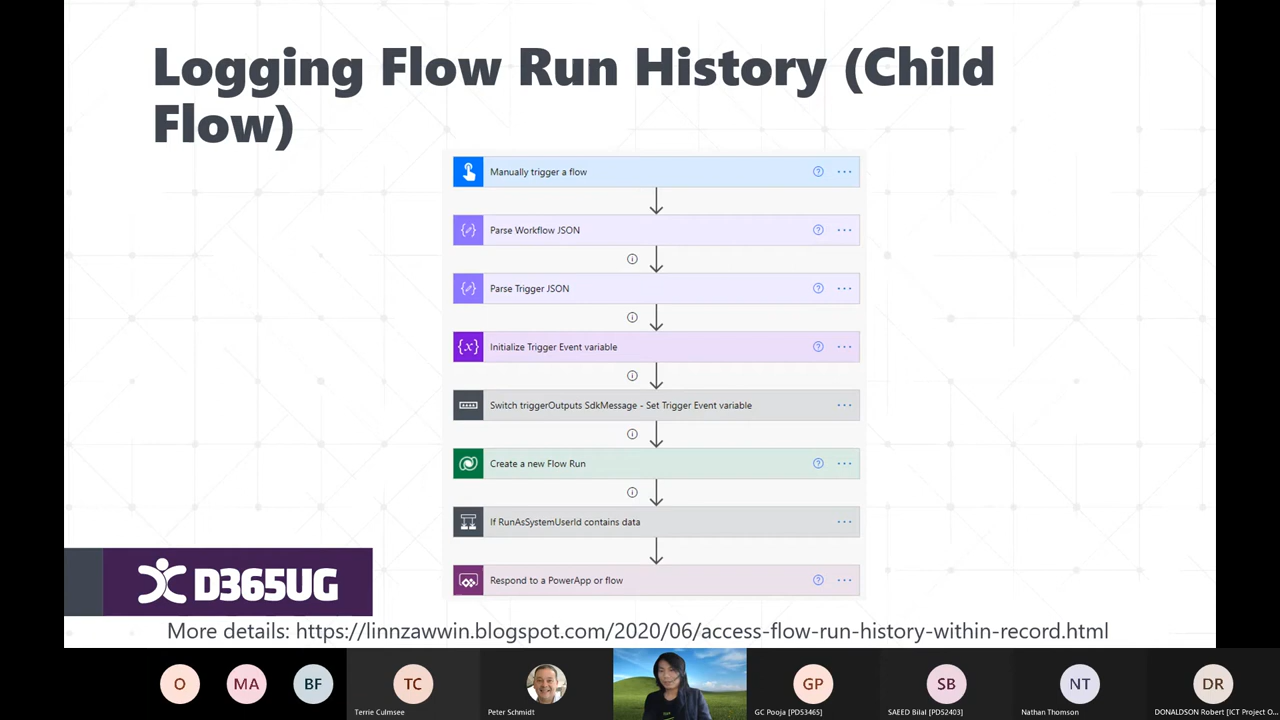 Logging Flow Run History (Child
Flow)
Manually trigger a flow
Parse Workflow JSON
Parse Trigger JSON
{x} Initialize Trigger Event variable
Switch triggerOutputs SdkMessage - Set Trigger Event variable
Create a new Flow Run
If RunAsSystemUserId contains data
Respond to a PowerApp or flow
D365UG
More details: https://linnzawwin.blogspot.com/2020/06/access-flow-run-history-within-record.html
O MA BF TC GP SB NT DR
Terrie Culmsee Peter Schmidt GC Pooja [PDS3465] SAEED Bilal [PDS2403] Nathan Thomson DONALDSON Robert [ICT Project O...